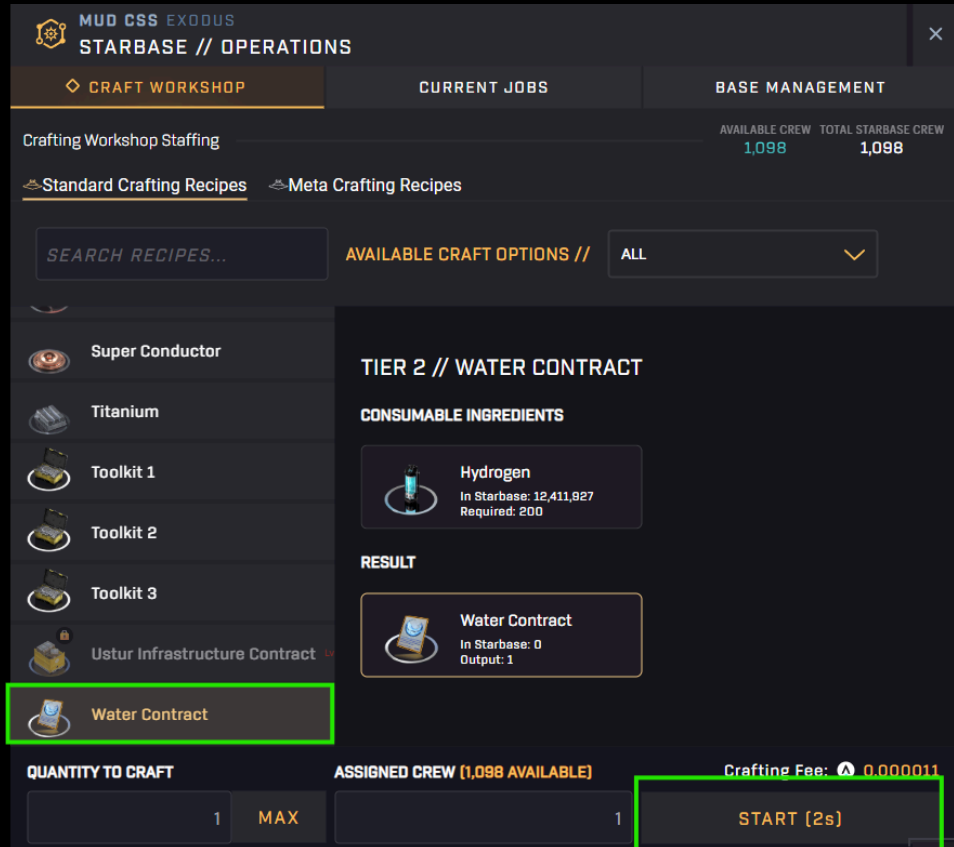 MUD CSS EXODUS
STARBASE // OPERATIONS
CRAFT WORKSHOP
CURRENT JOBS
BASE MANAGEMENT
Crafting Workshop Staffing
AVAILABLE CREW TOTAL STARBASE CREW
1,098 1,098
Standard Crafting Recipes Meta Crafting Recipes
SEARCH RECIPES...
AVAILABLE CRAFT OPTIONS //
ALL
Super Conductor
Titanium
Toolkit 1
Toolkit 2
Toolkit 3
Ustur Infrastructure Contract
Water Contract
TIER 2 // WATER CONTRACT
CONSUMABLE INGREDIENTS
Hydrogen
In Starbase: 12,411,927
Required: 200
RESULT
Water Contract
In Starbase: 0
Output: 1
QUANTITY TO CRAFT
1 MAX
ASSIGNED CREW (1,098 AVAILABLE)
1
Crafting Fee: 0.000011
START (2s)